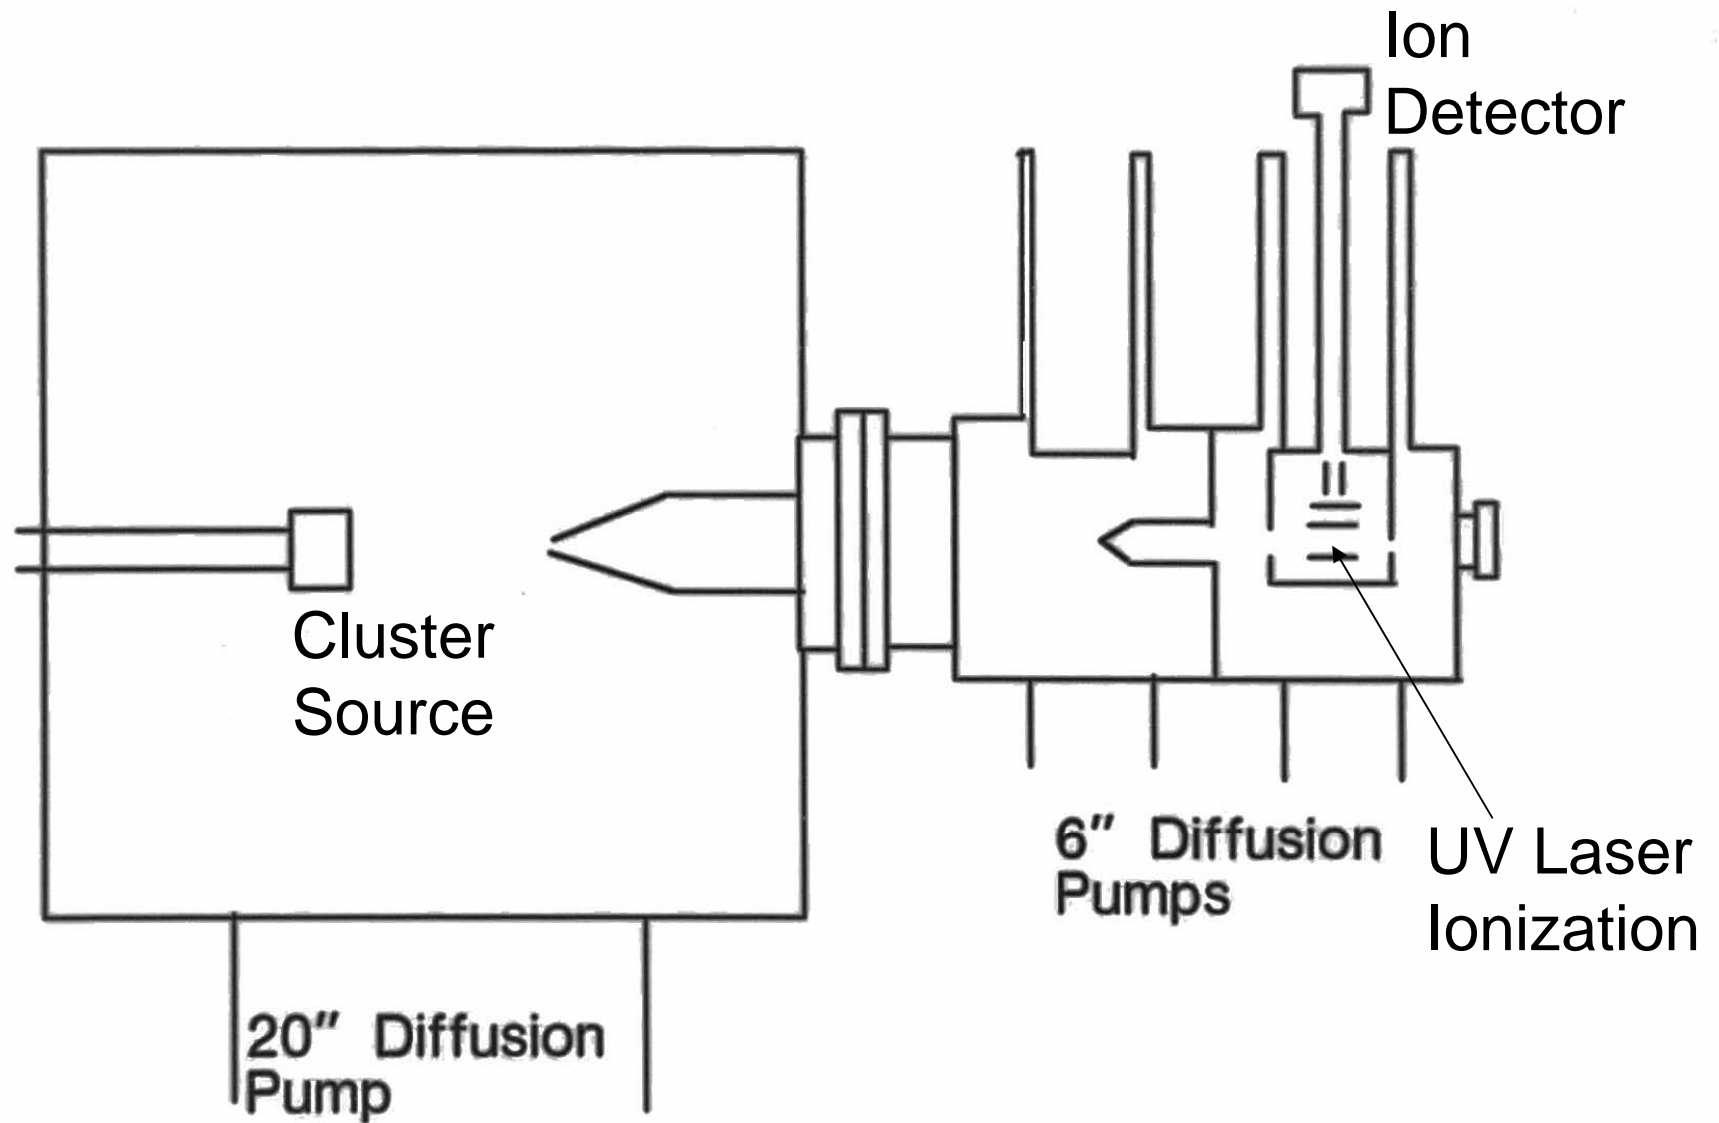 Ion
Detector
Cluster
Source
6" Diffusion
Pumps
UV Laser
Ionization
20" Diffusion
Pump